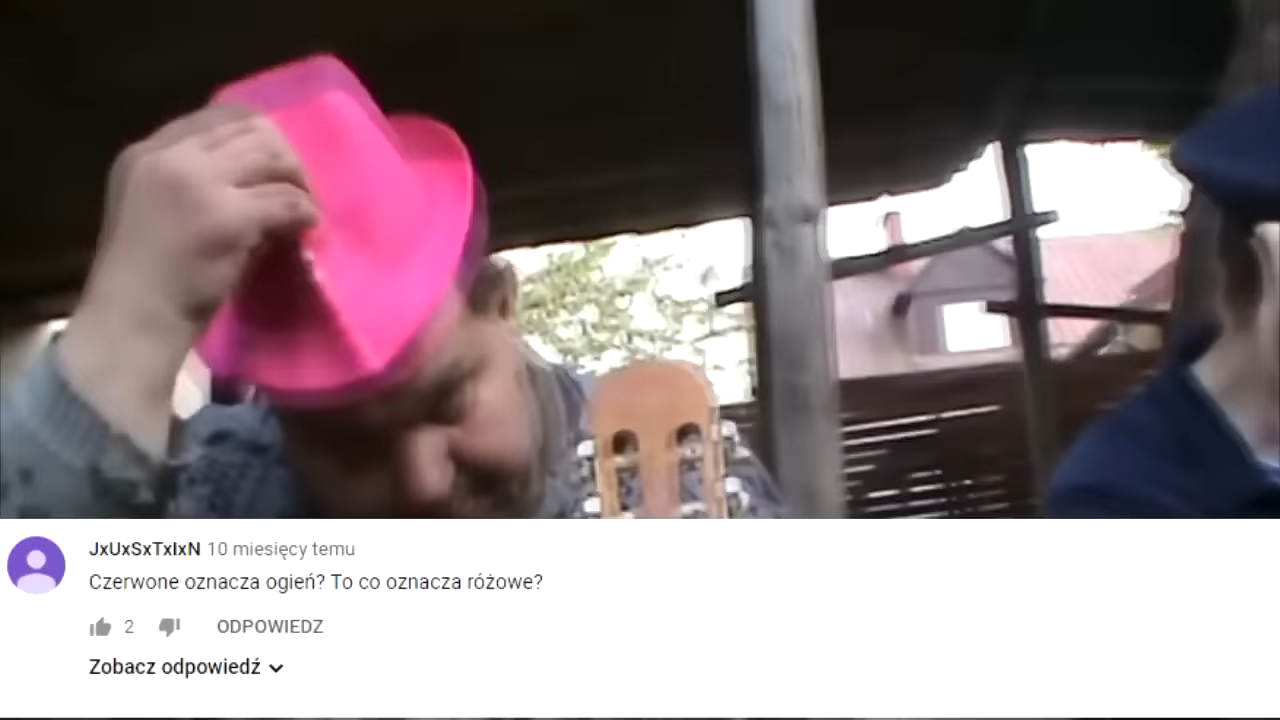 JxUxSxTxIxN 10 miesięcy temu
Czerwone oznacza ogień? To co oznacza różowe?
2 ODPOWIEDZ
Zobacz odpowiedź